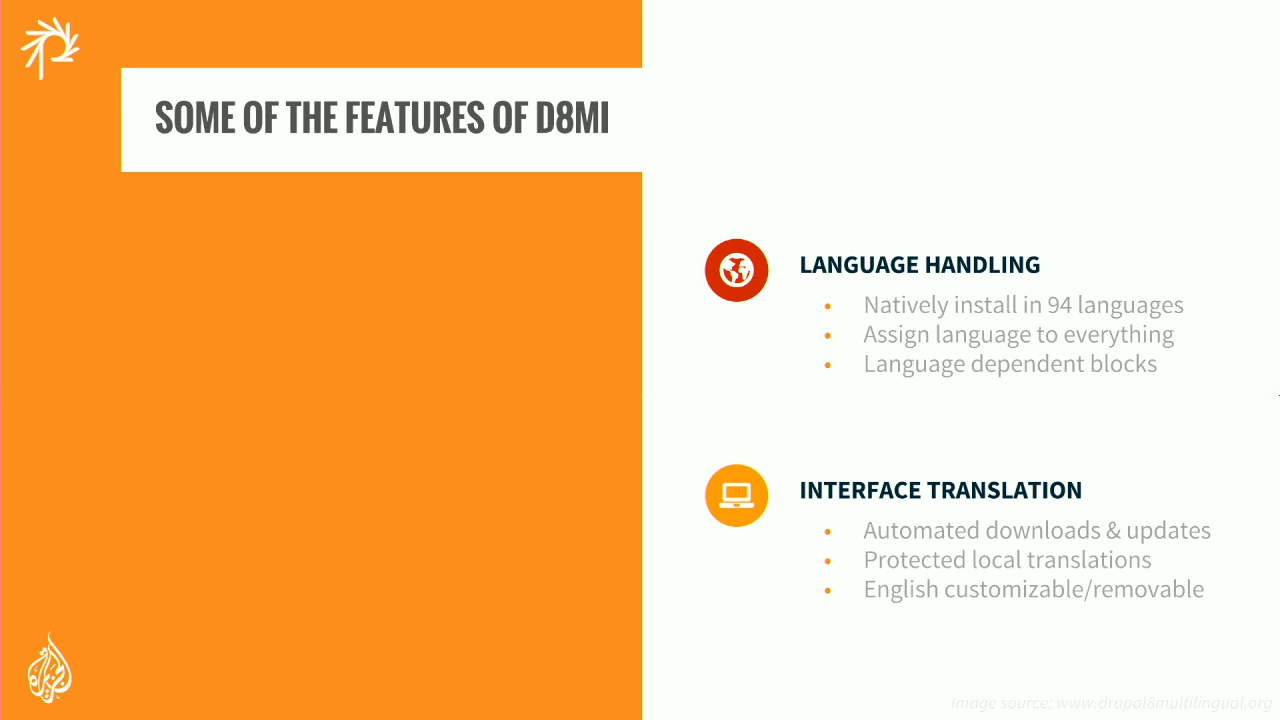 SOME OF THE FEATURES OF D8MI
LANGUAGE HANDLING
• Natively install in 94 languages
• Assign language to everything
• Language dependent blocks
INTERFACE TRANSLATION
• Automated downloads & updates
• Protected local translations
• English customizable/removable
Image source: www.drupal8multilingual.org